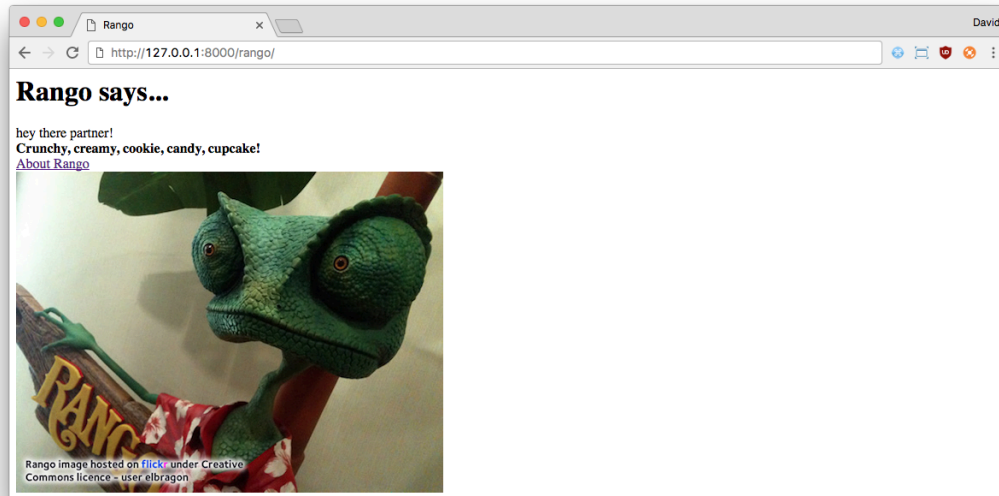 Rango
David
http://127.0.0.1:8000/rango/
Rango says...
hey there partner!
Crunchy, creamy, cookie, candy, cupcake!
About Rango
RANGO
Rango image hosted on flickr under Creative
Commons licence - user elbragon